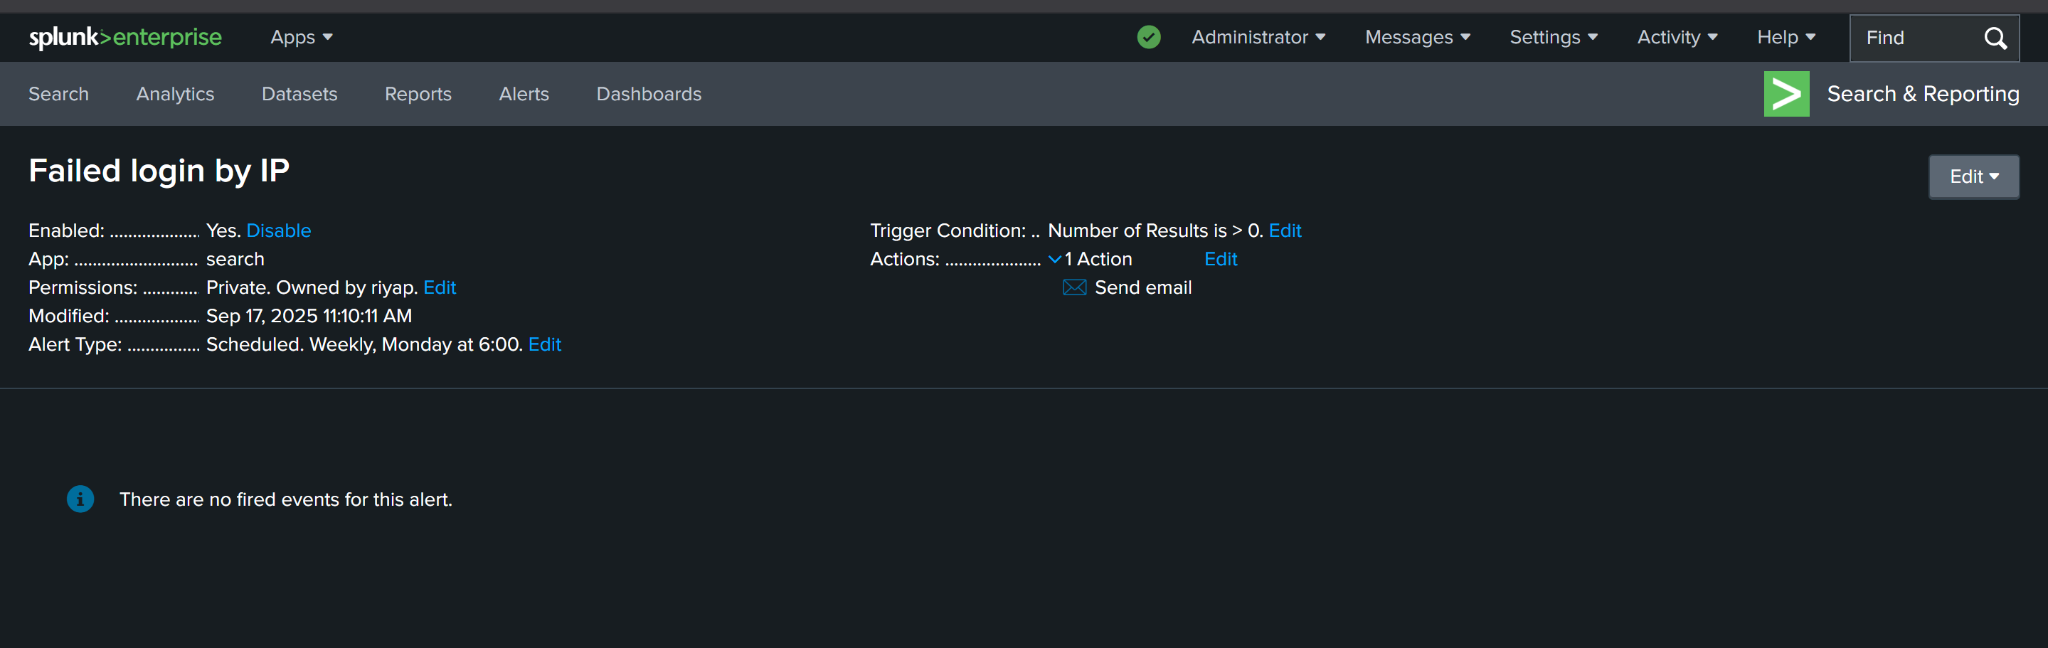 splunk>enterprise Apps Administrator Messages Settings Activity Help Find
Search Analytics Datasets Reports Alerts Dashboards Search & Reporting
Failed login by IP
Edit
Enabled: ................... Yes. Disable
App: ........................... search
Permissions: ............ Private. Owned by riyap. Edit
Modified: ................... Sep 17, 2025 11:10:11 AM
Alert Type: ................ Scheduled. Weekly, Monday at 6:00. Edit
Trigger Condition: .. Number of Results is > 0. Edit
Actions: ..................... 1 Action Edit
Send email
There are no fired events for this alert.